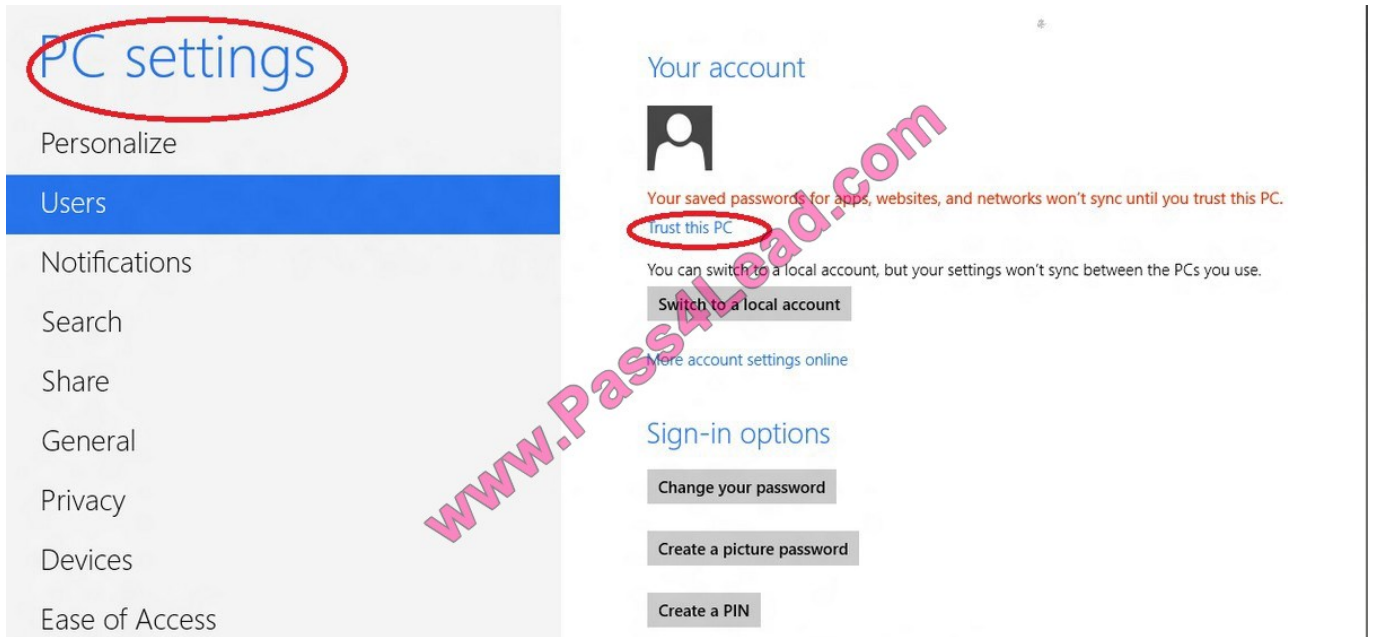 PC settings
Personalize
Users
Notifications
Search
Share
General
Privacy
Devices
Ease of Access
Your account
Your saved passwords for apps, websites, and networks won't sync until you trust this PC.
Trust this PC
You can switch to a local account, but your settings won't sync between the PCs you use.
Switch to a local account
More account settings online
Sign-in options
Change your password
Create a picture password
Create a PIN
www.Pass4Lead.com